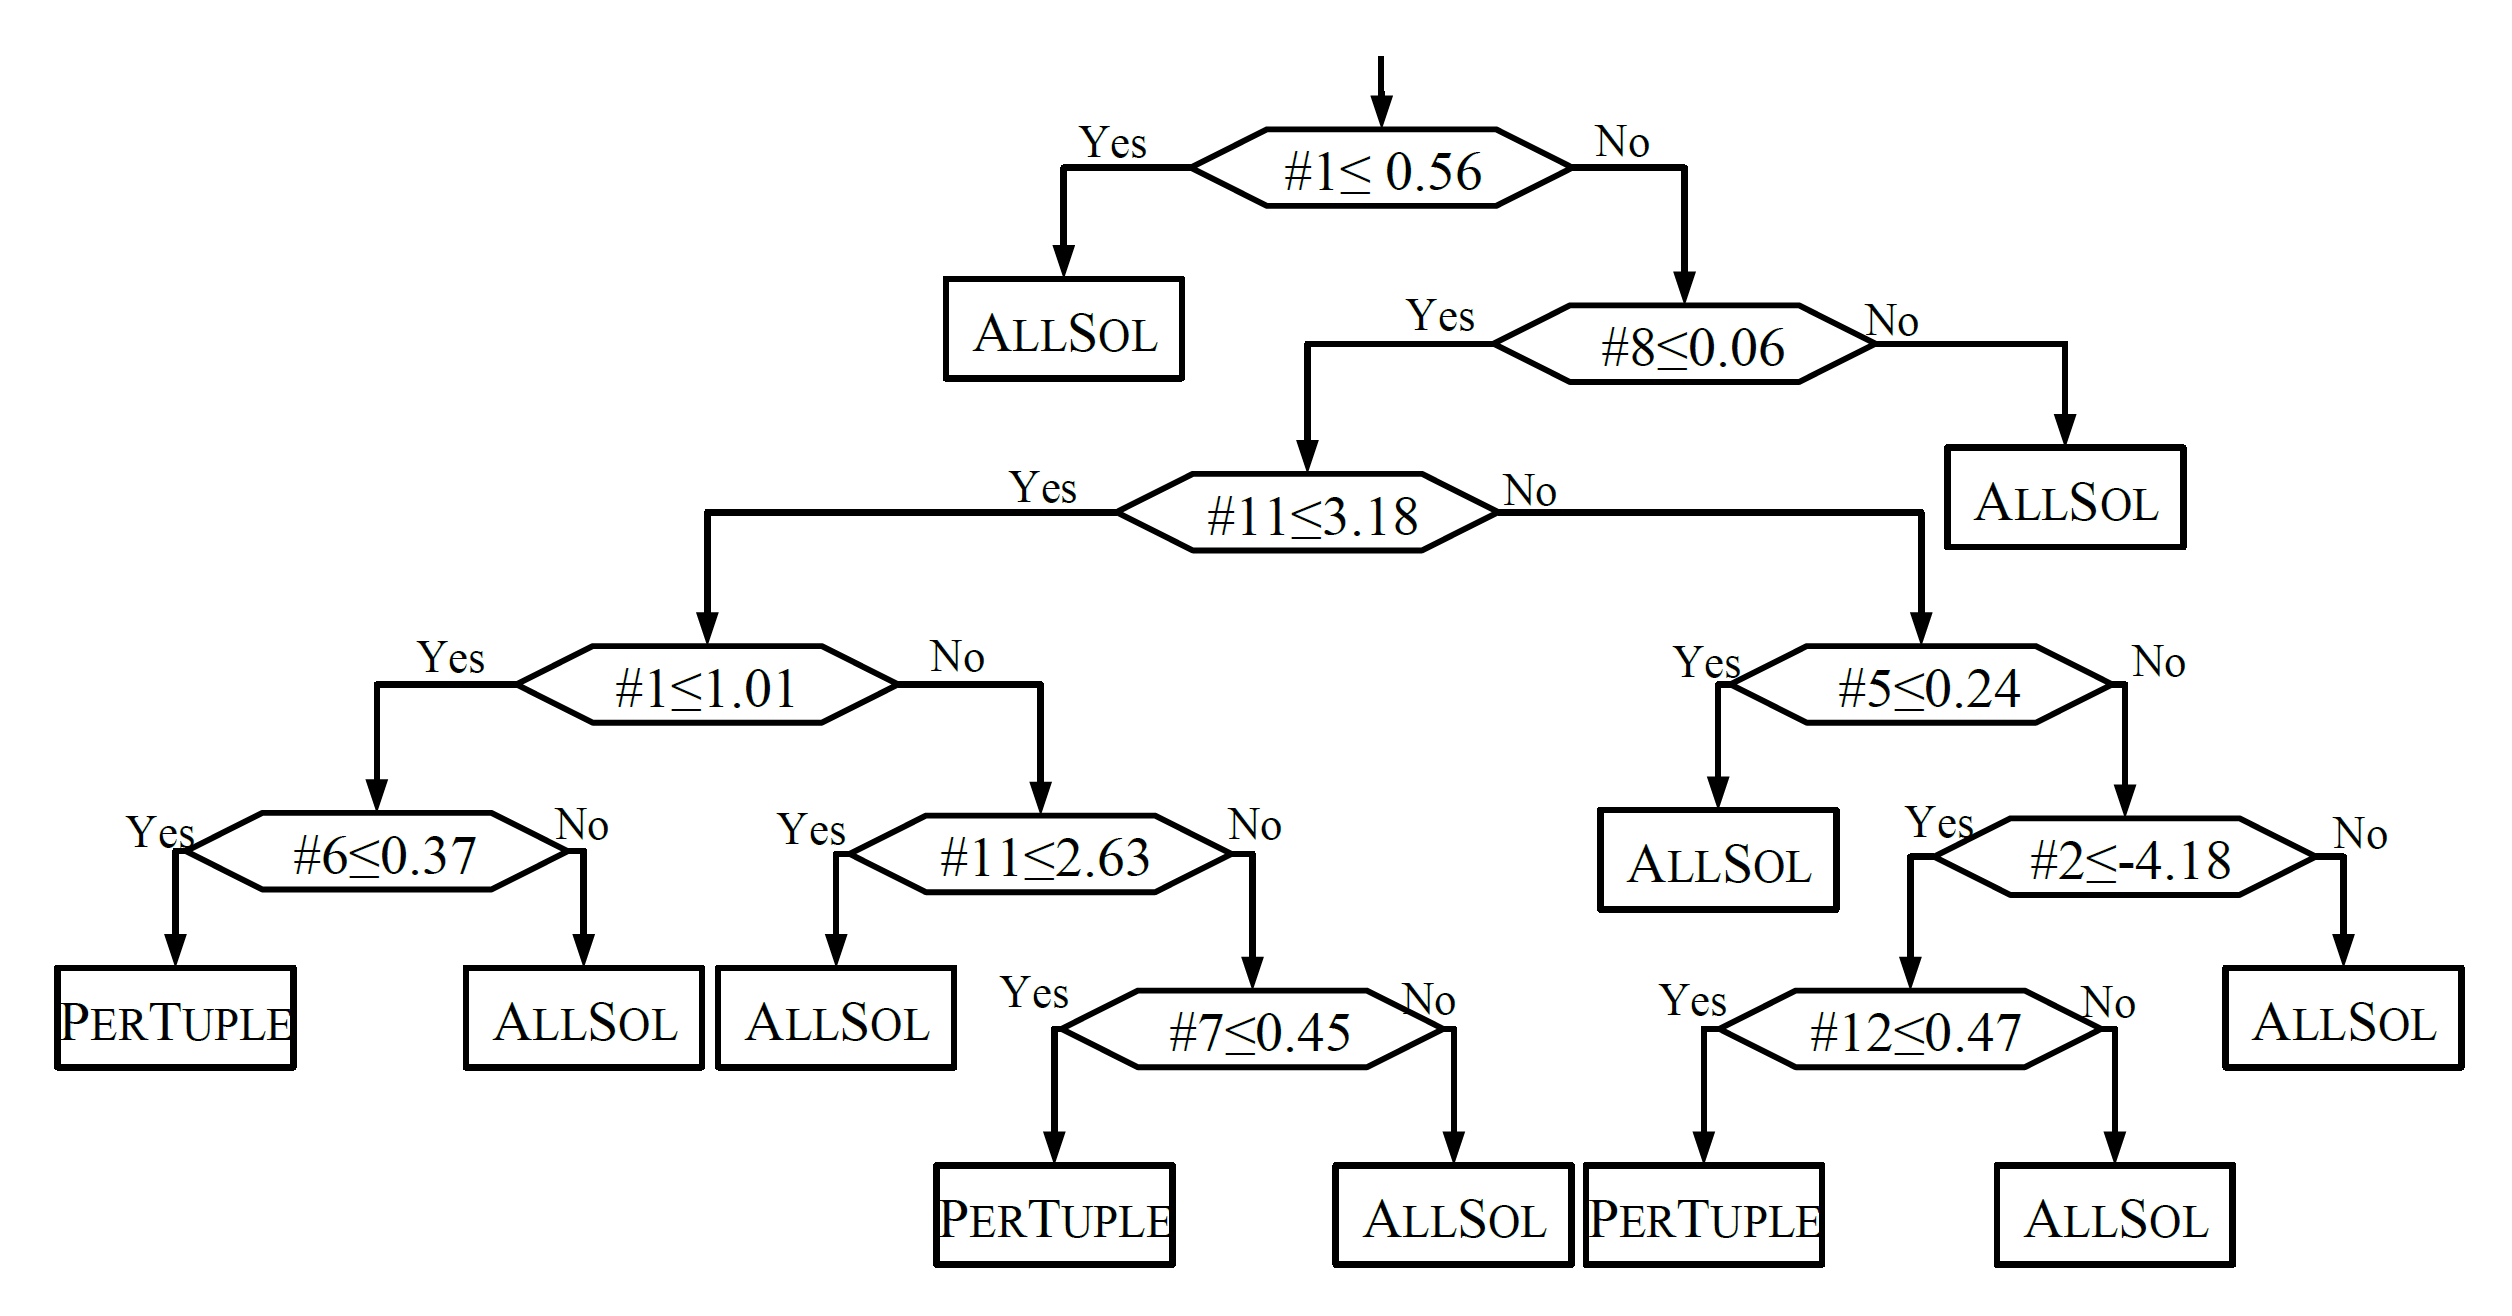 Yes
#1≤ 0.56
No
ALLSOL
Yes
#8≤0.06
No
Yes
#11≤3.18
No
ALLSOL
Yes
#1≤1.01
No
Yes
#5≤0.24
No
Yes
#6≤0.37
No
Yes
#11≤2.63
No
ALLSOL
Yes
#2≤-4.18
No
PERTUPLE
ALLSOL
ALLSOL
Yes
#7≤0.45
No
Yes
#12≤0.47
No
ALLSOL
PERTUPLE
ALLSOL
PERTUPLE
ALLSOL